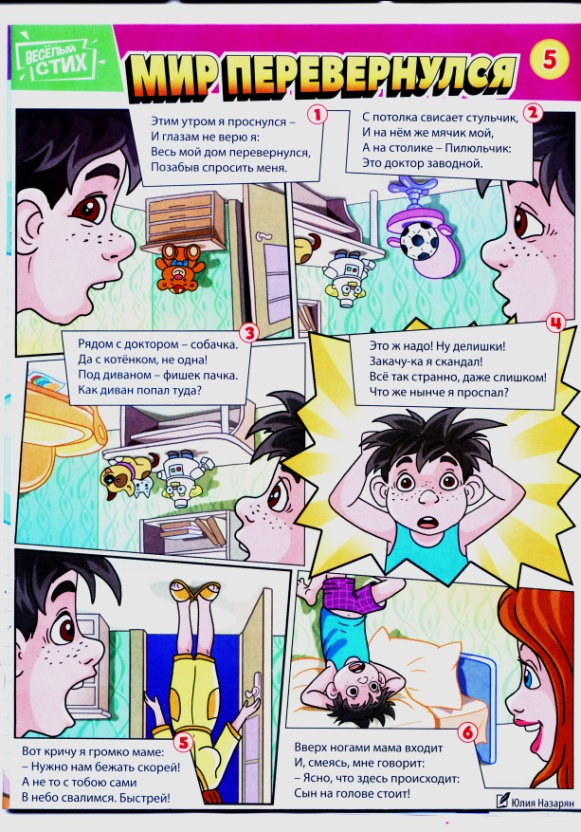 ВЕСЁЛЫЙ
СТИХ
МИР ПЕРЕВЕРНУЛСЯ
5
1
Этим утром я проснулся –
И глазам не верю я:
Весь мой дом перевернулся,
Позабыв спросить меня.
2
С потолка свисает стульчик,
И на нём же мячик мой,
А на столике – Пилюльчик:
Это доктор заводной.
3
Рядом с доктором – собачка.
Да с котёнком, не одна!
Под диваном – фишек пачка.
Как диван попал туда?
4
Это ж надо! Ну делишки!
Закачу-ка я скандал!
Всё так странно, даже слишком!
Что же нынче я проспал?
5
Вот кричу я громко маме:
– Нужно нам бежать скорей!
А не то с тобою сами
В небо свалимся. Быстрей!
6
Вверх ногами мама входит
И, смеясь, мне говорит:
– Ясно, что здесь происходит:
Сын на голове стоит!
Юлия Назарян